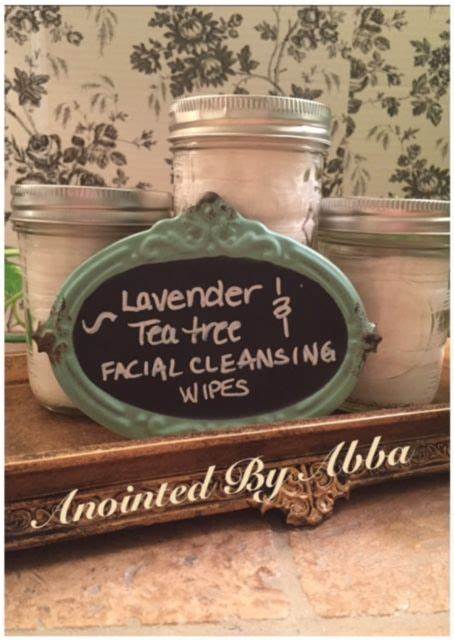 Lavender &
Tea tree
FACIAL CLEANSING
WIPES
Anointed By Abba